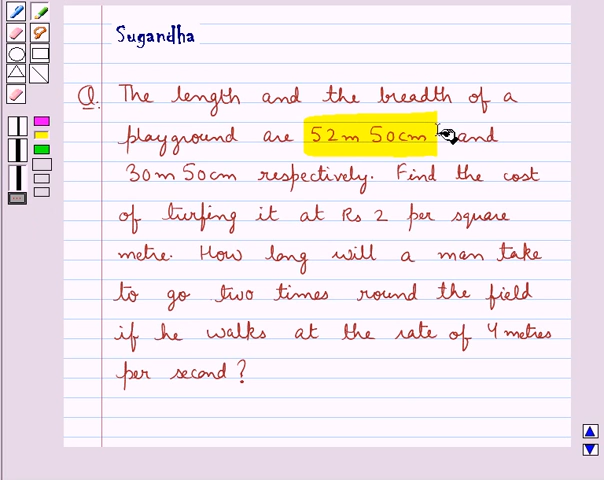 Sugandha
Q. The length and the breadth of a
playground are 52m 50cm and
30m 50cm respectively. Find the cost
of turfing it at Rs 2 per square
metre. How long will a man take
to go two times round the field
if he walks at the rate of 4 metres
per second?